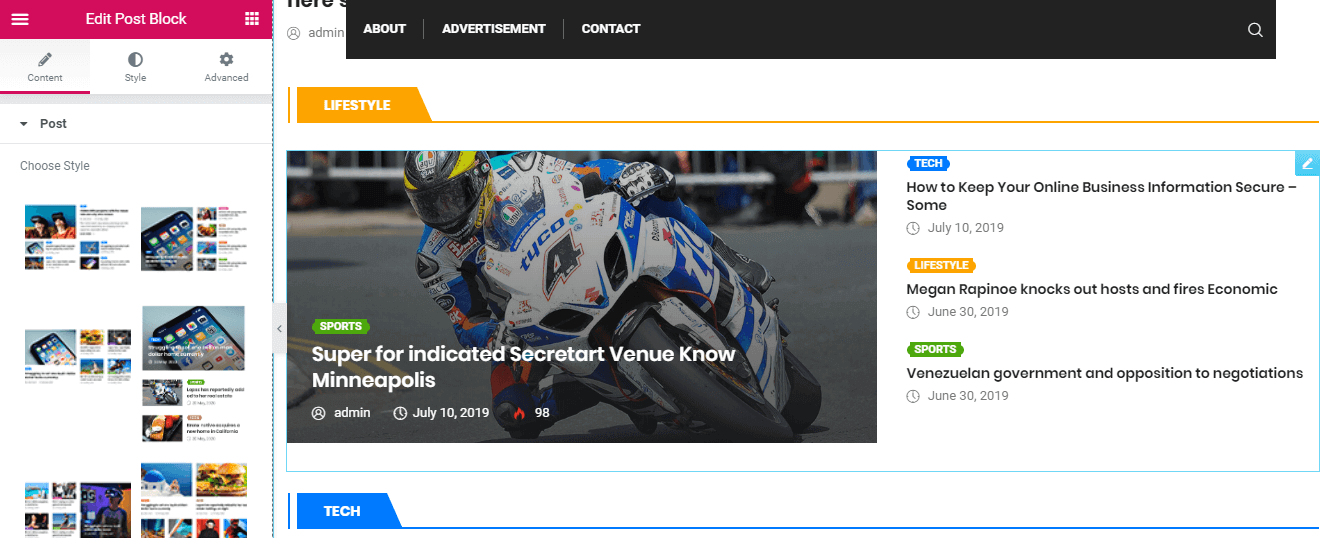 Edit Post Block
Content
Style
Advanced
Post
Choose Style
here's
admin
ABOUT
ADVERTISEMENT
CONTACT
LIFESTYLE
tyco
4
SPORTS
Super for indicated Secretart Venue Know
Minneapolis
admin
July 10, 2019
98
TECH
How to Keep Your Online Business Information Secure –
Some
July 10, 2019
LIFESTYLE
Megan Rapinoe knocks out hosts and fires Economic
June 30, 2019
SPORTS
Venezuelan government and opposition to negotiations
June 30, 2019
TECH